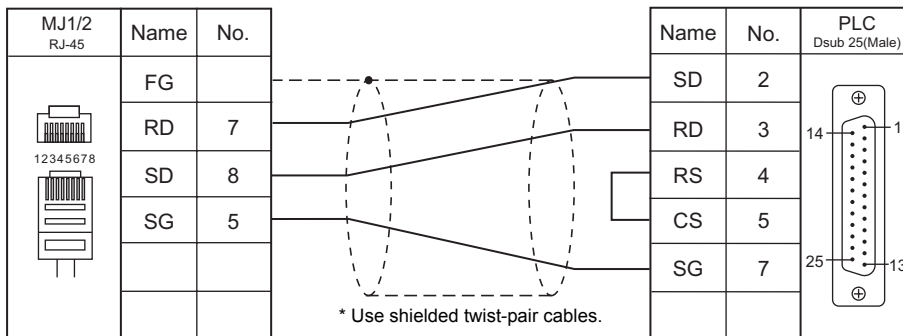 MJ1/2
RJ-45
Name No.
FG
RD 7
SD 8
SG 5
12345678
* Use shielded twist-pair cables.
Name No.
SD 2
RD 3
RS 4
CS 5
SG 7
PLC
Dsub 25(Male)
14 1
25 13